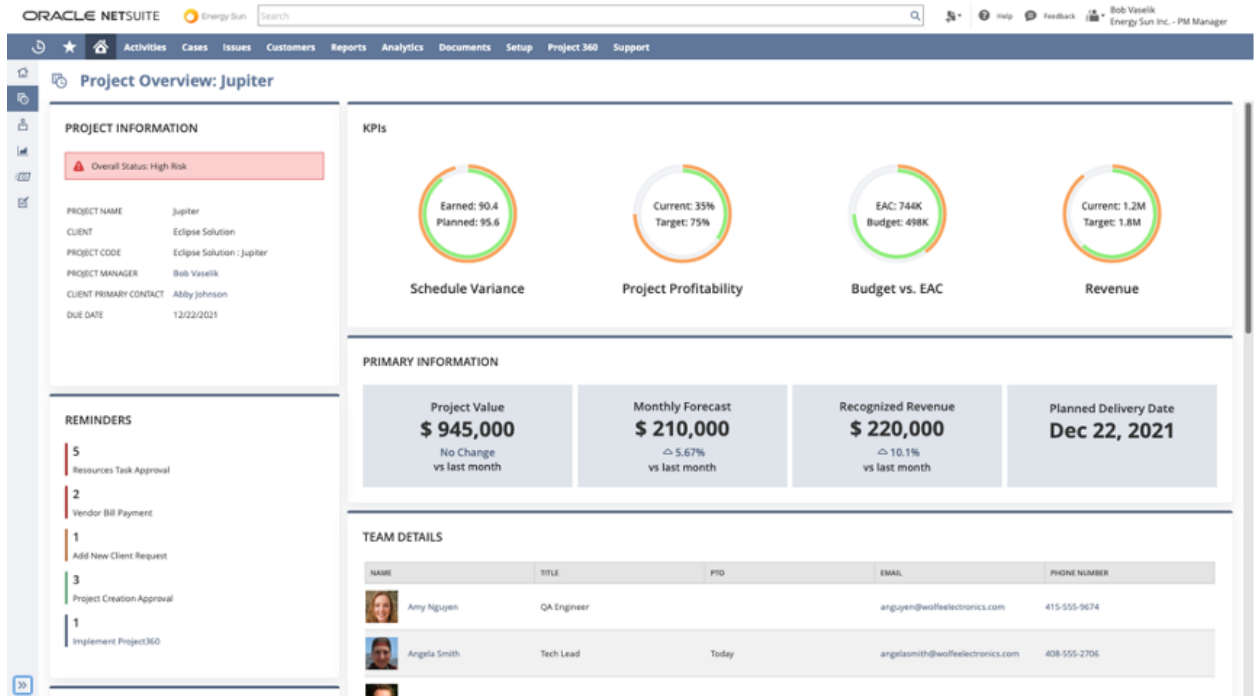 ORACLE NETSUITE
Energy Sun
Search
Help
Feedback
Bob Vaselik
Energy Sun Inc. - PM Manager
Activities Cases Issues Customers Reports Analytics Documents Setup Project 360 Support
Project Overview: Jupiter
PROJECT INFORMATION
Overall Status: High Risk
PROJECT NAME Jupiter
CLIENT Eclipse Solution
PROJECT CODE Eclipse Solution : Jupiter
PROJECT MANAGER Bob Vaselik
CLIENT PRIMARY CONTACT Abby Johnson
DUE DATE 12/22/2021
REMINDERS
5
Resources Task Approval
2
Vendor Bill Payment
1
Add New Client Request
3
Project Creation Approval
1
Implement Project360
KPIs
Earned: 90.4
Planned: 95.6
Schedule Variance
Current: 35%
Target: 75%
Project Profitability
EAC: 744K
Budget: 498K
Budget vs. EAC
Current: 1.2M
Target: 1.8M
Revenue
PRIMARY INFORMATION
Project Value
$ 945,000
No Change
vs last month
Monthly Forecast
$ 210,000
5.67%
vs last month
Recognized Revenue
$ 220,000
10.1%
vs last month
Planned Delivery Date
Dec 22, 2021
TEAM DETAILS
NAME TITLE PTO EMAIL PHONE NUMBER
Amy Nguyen QA Engineer anguyen@wolfeelectronics.com 415-555-9674
Angela Smith Tech Lead Today angelasmith@wolfeelectronics.com 408-555-2706